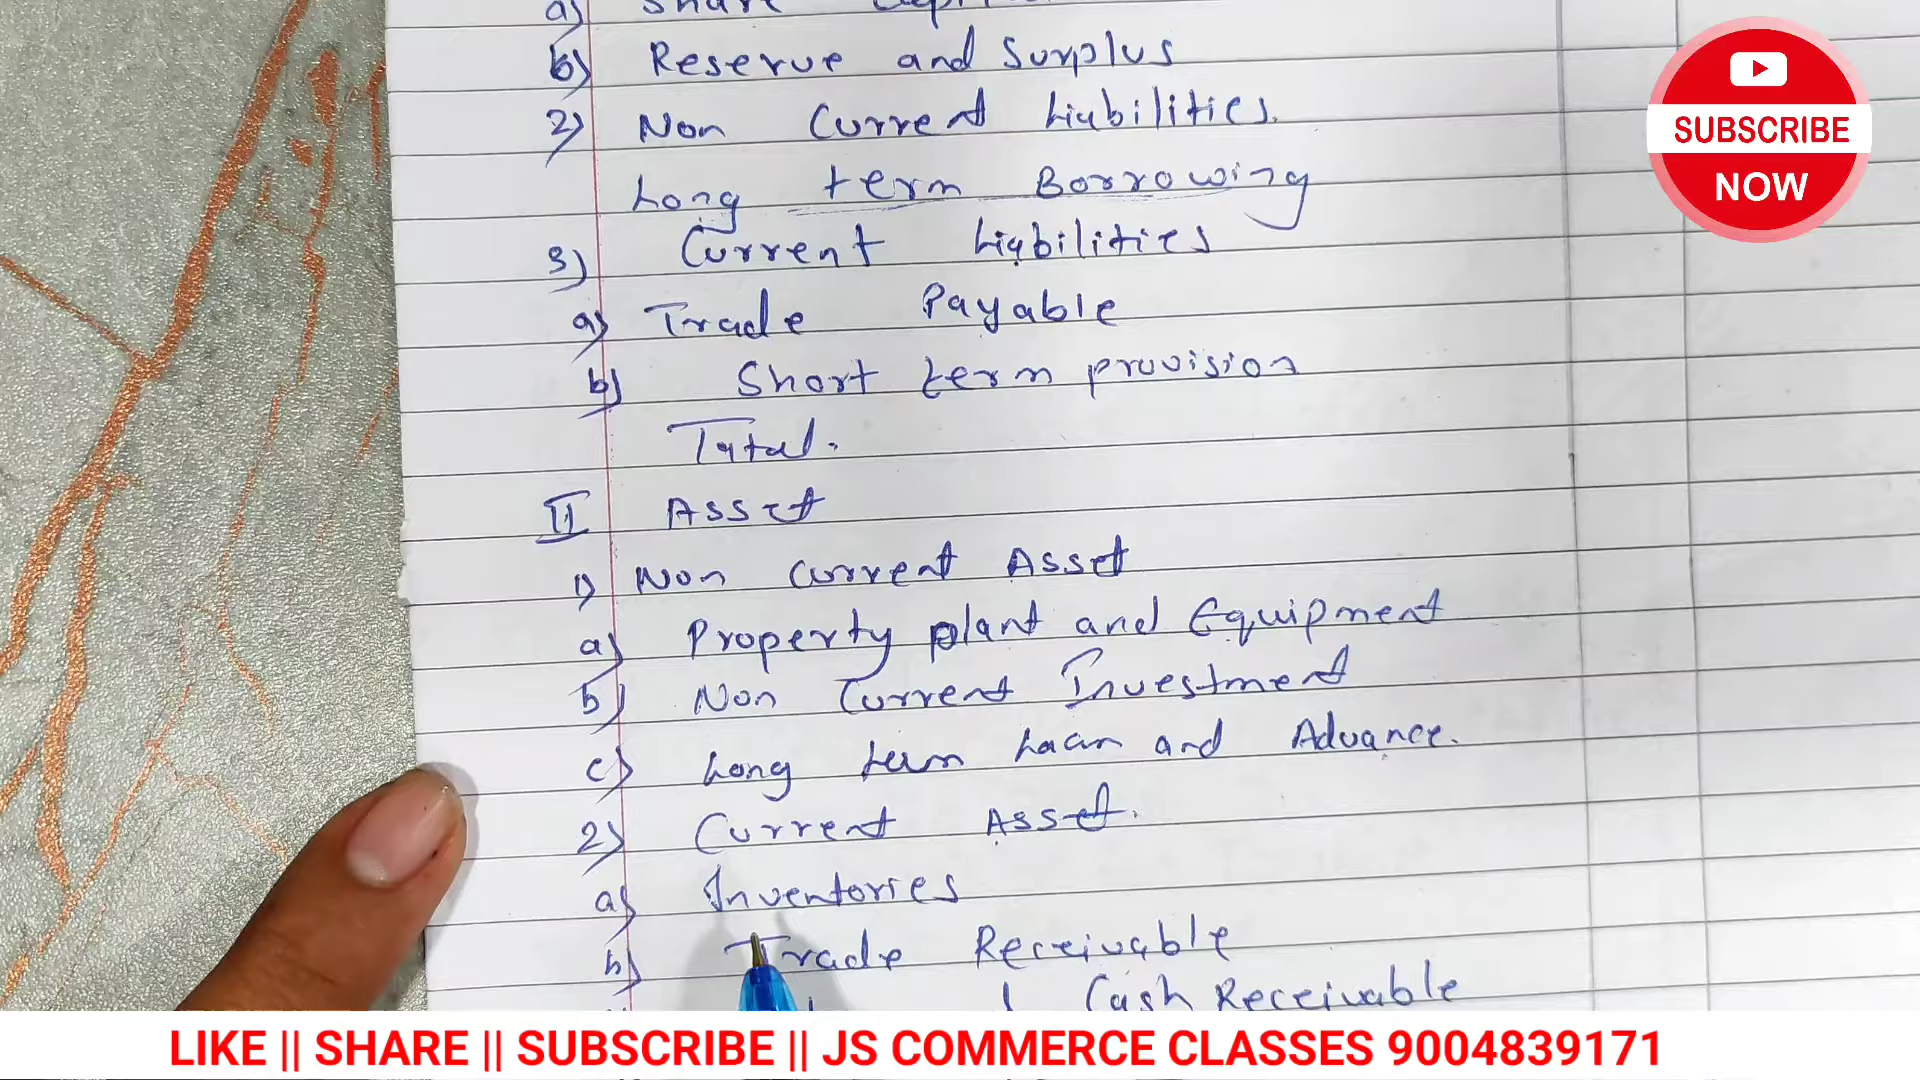 a) Share
b) Reserve and Surplus
2) Non Current Liabilities.
Long term Borrowing
3) Current Liabilities
a) Trade Payable
b) Short term provision
Total.
II Asset
1) Non Current Asset
a) Property plant and Equipment
b) Non Current Investment
c) Long term Loan and Advance.
2) Current Asset.
a) Inventories
b) Trade Receivable
Cash Receivable
SUBSCRIBE
NOW
LIKE || SHARE || SUBSCRIBE || JS COMMERCE CLASSES 9004839171